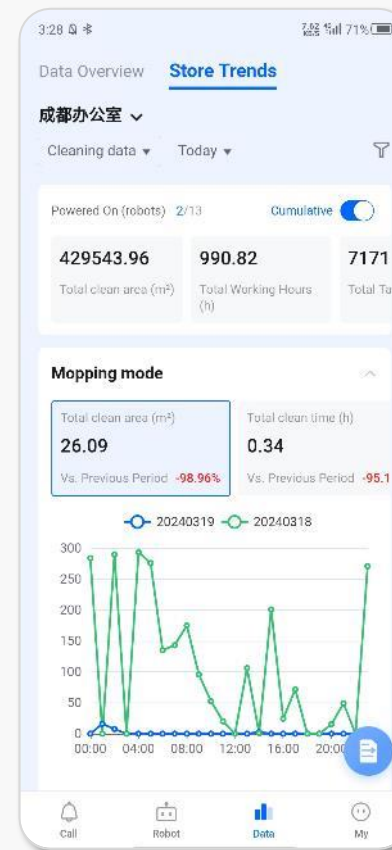 3:28
7.62 KB/S 5G 71%
Data Overview Store Trends
成都办公室
Cleaning data Today
Powered On (robots) 2/13 Cumulative
429543.96 990.82 7171
Total clean area (m²) Total Working Hours (h) Total Ta
Mopping mode
Total clean area (m²) Total clean time (h)
26.09 0.34
Vs. Previous Period -98.96% Vs. Previous Period -95.1
20240319 20240318
300
250
200
150
100
50
0
00:00 04:00 08:00 12:00 16:00 20:00
Call Robot Data My